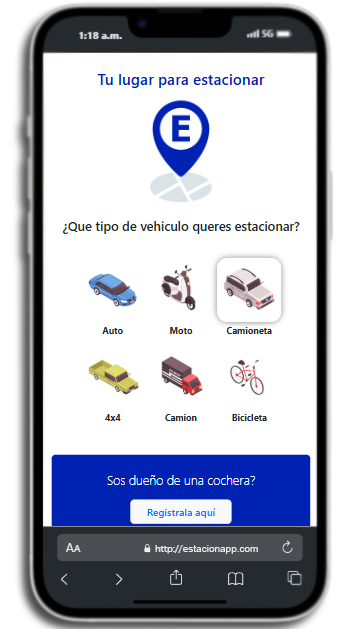 1:18 a.m.
5G
Tu lugar para estacionar
E
¿Que tipo de vehiculo queres estacionar?
Auto
Moto
Camioneta
4x4
Camion
Bicicleta
Sos dueño de una cochera?
Registrala aquí
AA
http://estacionapp.com